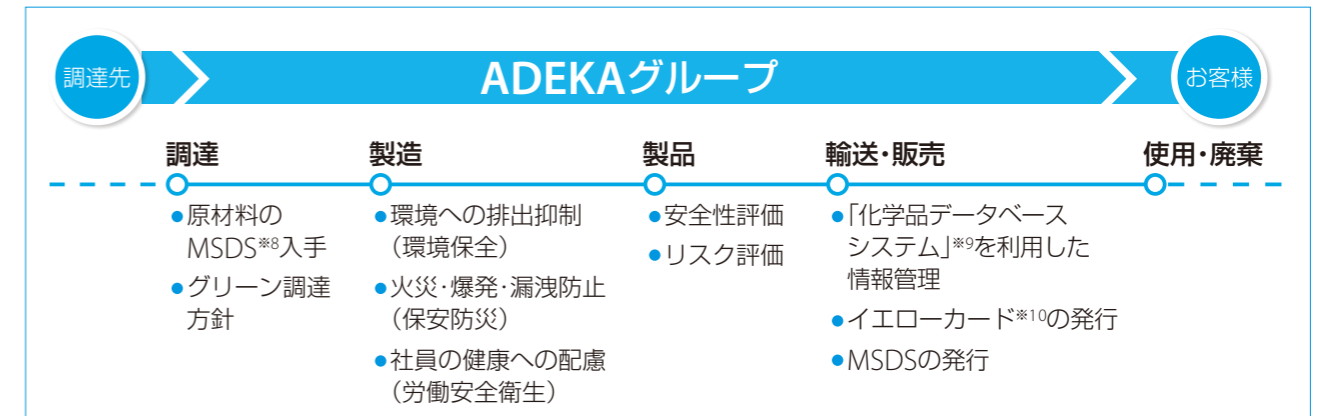 調達先
ADEKAグループ
お客様
調達
製造
製品
輸送・販売
使用・廃棄
●原材料の
MSDS※8入手
●グリーン調達
方針
●環境への排出抑制
（環境保全）
●火災・爆発・漏洩防止
（保安防災）
●社員の健康への配慮
（労働安全衛生）
●安全性評価
●リスク評価
●「化学品データベース
システム」※9を利用した
情報管理
●イエローカード※10の発行
●MSDSの発行